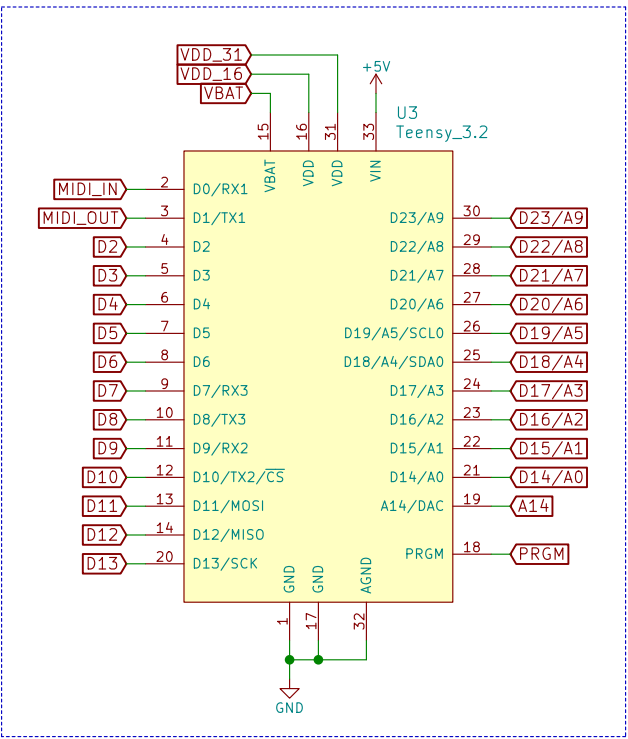 VDD_31
VDD_16
VBAT
+5V
U3
Teensy_3.2
15
16
31
33
VBAT
VDD
VDD
VIN
MIDI_IN 2 D0/RX1
MIDI_OUT 3 D1/TX1 D23/A9 30 D23/A9
D2 4 D2 D22/A8 29 D22/A8
D3 5 D3 D21/A7 28 D21/A7
D4 6 D4 D20/A6 27 D20/A6
D5 7 D5 D19/A5/SCL0 26 D19/A5
D6 8 D6 D18/A4/SDA0 25 D18/A4
D7 9 D7/RX3 D17/A3 24 D17/A3
D8 10 D8/TX3 D16/A2 23 D16/A2
D9 11 D9/RX2 D15/A1 22 D15/A1
D10 12 D10/TX2/CS D14/A0 21 D14/A0
D11 13 D11/MOSI A14/DAC 19 A14
D12 14 D12/MISO
PRGM 18 PRGM
D13 20 D13/SCK
GND
GND
AGND
1
17
32
GND